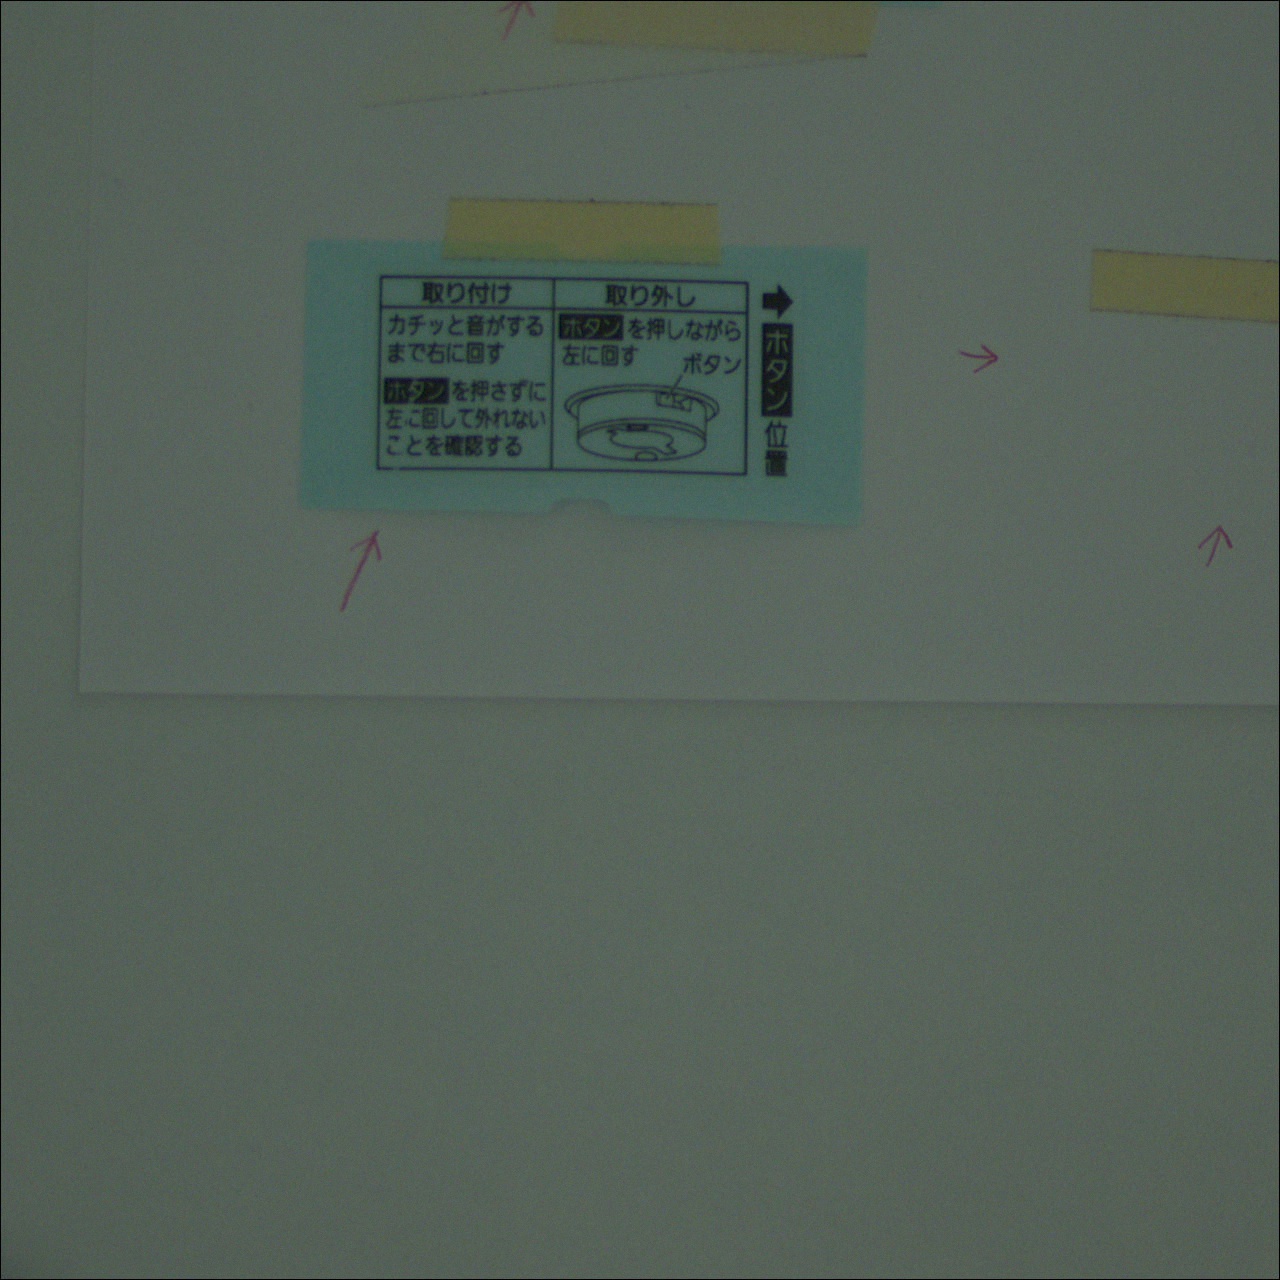 取り付け
カチッと音がする
まで右に回す
ボタンを押さずに
左に回して外れない
ことを確認する
取り外し
ボタンを押しながら
左に回す
ボタン
➡ボタン位置